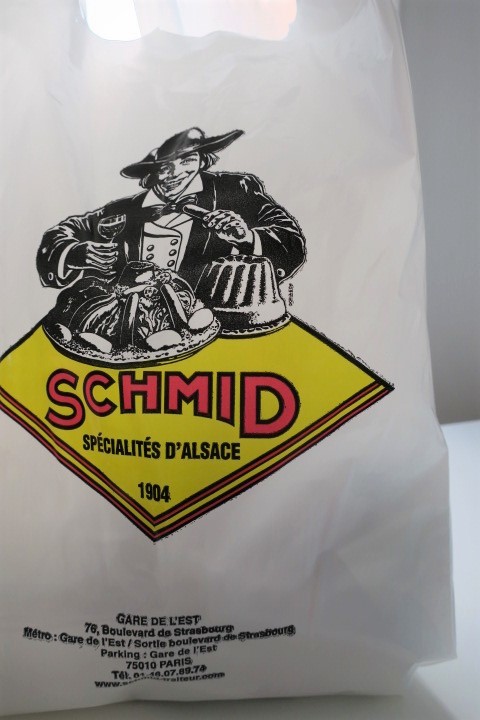 SCHMID
SPÉCIALITÉS D'ALSACE
1904
GARE DE L'EST
76, Boulevard de Strasbourg
Métro : Gare de l'Est / Sortie boulevard de Strasbourg
Parking : Gare de l'Est
75010 PARIS
Tél.